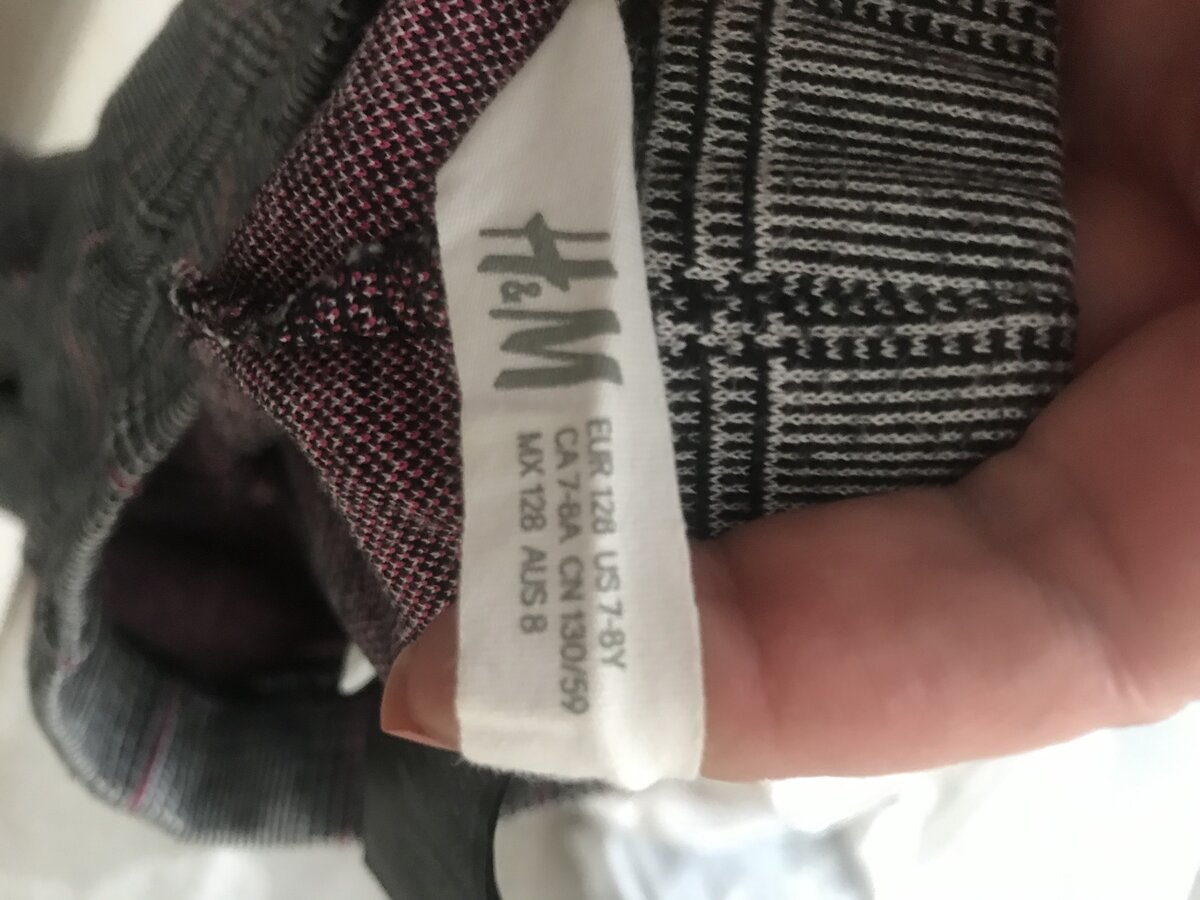 H&M
EUR 128 US 7-8Y
CA 7-8A CN 130/59
MX 128 AUS 8